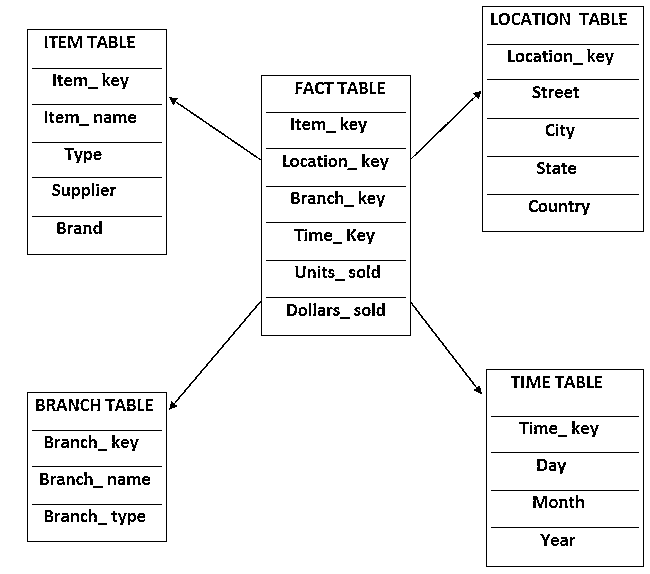 ITEM TABLE
Item_ key
Item_ name
Type
Supplier
Brand
FACT TABLE
Item_ key
Location_ key
Branch_ key
Time_ Key
Units_ sold
Dollars_ sold
LOCATION TABLE
Location_ key
Street
City
State
Country
BRANCH TABLE
Branch_ key
Branch_ name
Branch_ type
TIME TABLE
Time_ key
Day
Month
Year